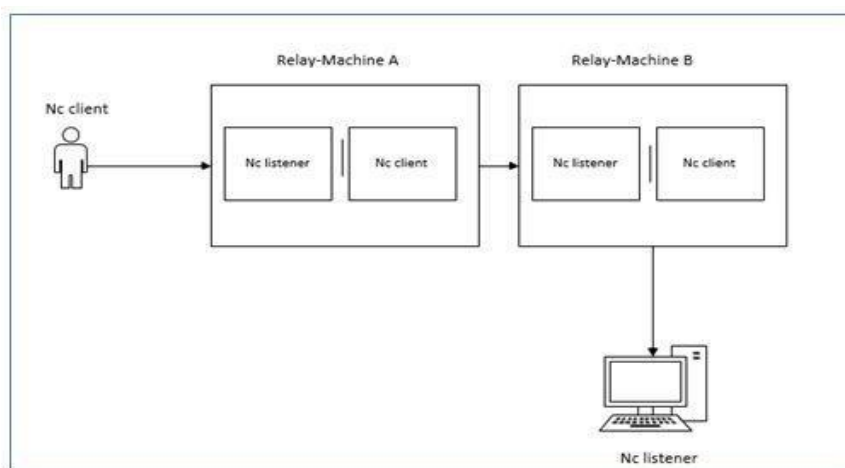 Relay-Machine A
Relay-Machine B
Nc client
Nc listener
Nc client
Nc listener
Nc client
Nc listener